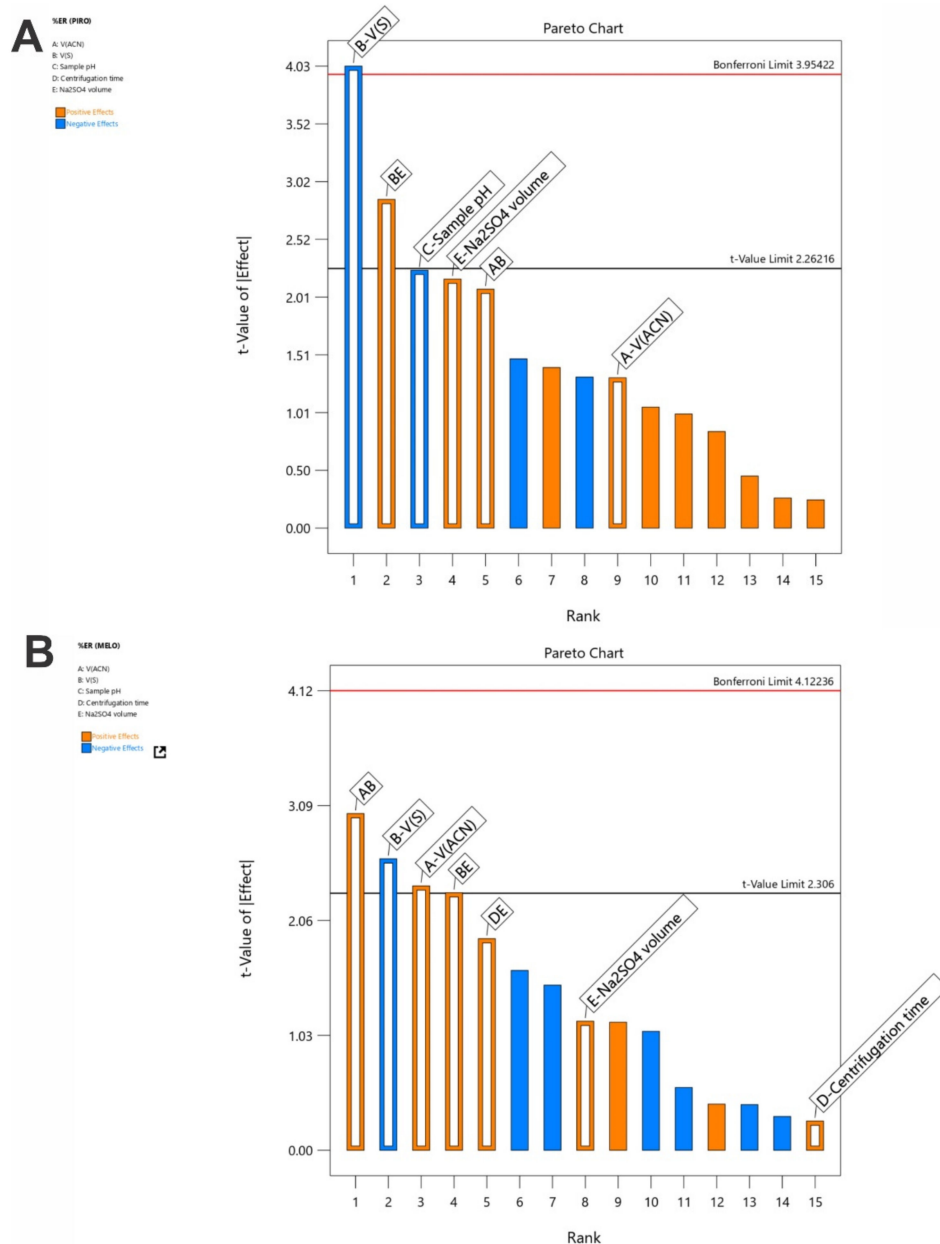 A
%ER (PIRO)
A: V(ACN)
B: V(S)
C: Sample pH
D: Centrifugation time
E: Na2SO4 volume
Positive Effects
Negative Effects
Pareto Chart
B-V(S)
Bonferroni Limit 3.95422
BE
C-Sample pH
E-Na2SO4 volume
AB
t-Value Limit 2.26216
A-V(ACN)
t-Value of |Effect|
4.03
3.52
3.02
2.52
2.01
1.51
1.01
0.50
0.00
1 2 3 4 5 6 7 8 9 10 11 12 13 14 15
Rank
B
%ER (MELO)
A: V(ACN)
B: V(S)
C: Sample pH
D: Centrifugation time
E: Na2SO4 volume
Positive Effects
Negative Effects
Pareto Chart
Bonferroni Limit 4.12236
AB
B-V(S)
A-V(ACN)
BE
t-Value Limit 2.306
DE
E-Na2SO4 volume
D-Centrifugation time
t-Value of |Effect|
4.12
3.09
2.06
1.03
0.00
1 2 3 4 5 6 7 8 9 10 11 12 13 14 15
Rank